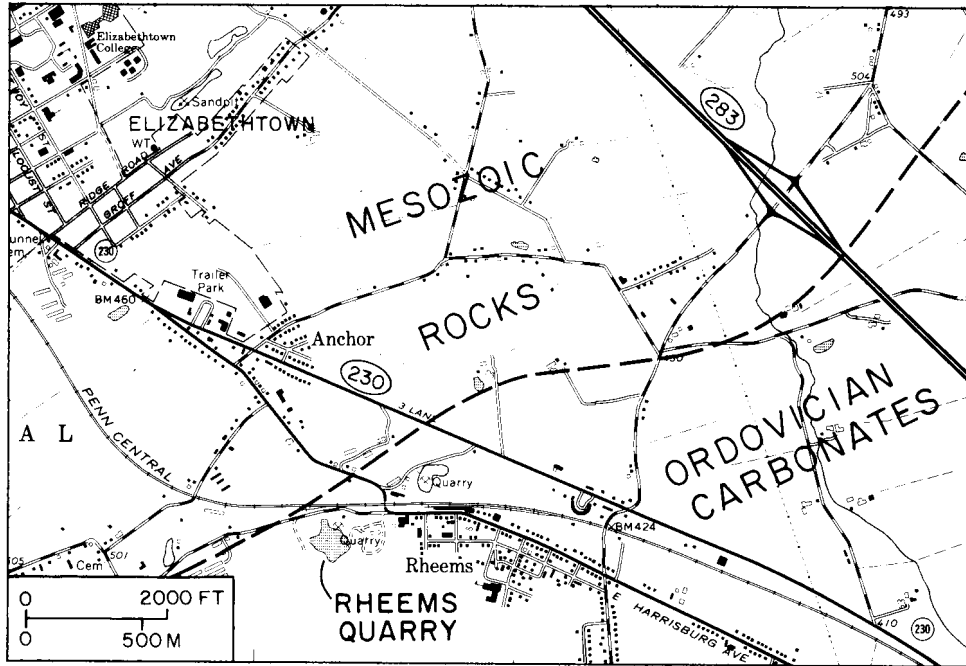 493
Elizabethtown
College
504
283
Sandpit
ELIZABETHTOWN
WT
LOCUST ST
RIDGE ROAD
GROFF AVE
MESOZOIC
230
Trailer
Park
BM460
ROCKS
Anchor
230
3 LANE
PENN CENTRAL
A L
ORDOVICIAN
CARBONATES
Quarry
BM424
Quarry
505
501
Cem
Rheems
0 2000 FT
0 500 M
RHEEMS
QUARRY
E HARRISBURG AVE
410
230